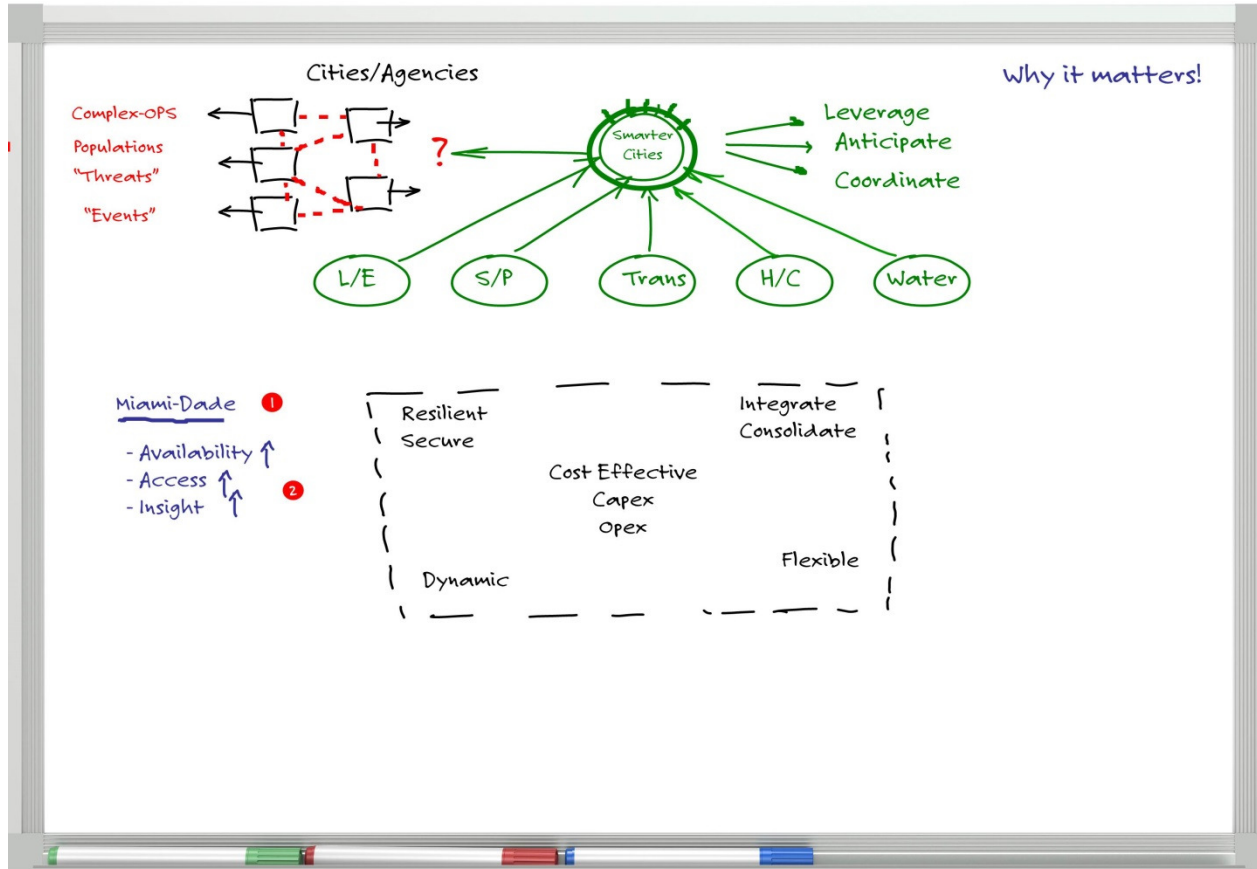 Cities/Agencies
Why it matters!
Complex-OPS
Populations
"Threats"
"Events"
?
Smarter
Cities
Leverage
Anticipate
Coordinate
L/E
S/P
Trans
H/C
Water
Miami-Dade 1
- Availability ↑
- Access ↑
- Insight ↑
2
Resilient
Secure
Integrate
Consolidate
Cost Effective
Capex
Opex
Dynamic
Flexible